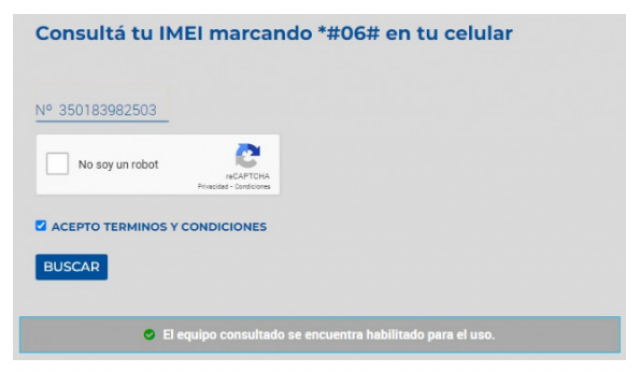 Consultá tu IMEI marcando *#06# en tu celular
Nº 350183982503
No soy un robot
reCAPTCHA
Privacidad - Condiciones
ACEPTO TERMINOS Y CONDICIONES
BUSCAR
El equipo consultado se encuentra habilitado para el uso.